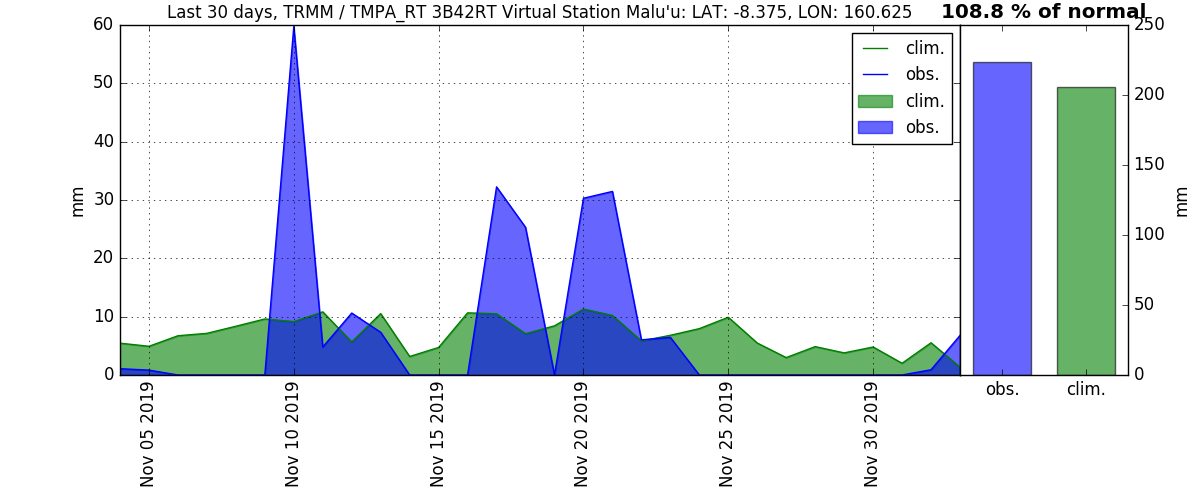 Last 30 days, TRMM / TMPA_RT 3B42RT Virtual Station Malu'u: LAT: -8.375, LON: 160.625
108.8 % of normal
60
50
40
30
20
10
0
mm
clim.
obs.
clim.
obs.
Nov 05 2019
Nov 10 2019
Nov 15 2019
Nov 20 2019
Nov 25 2019
Nov 30 2019
250
200
150
100
50
0
mm
obs.
clim.